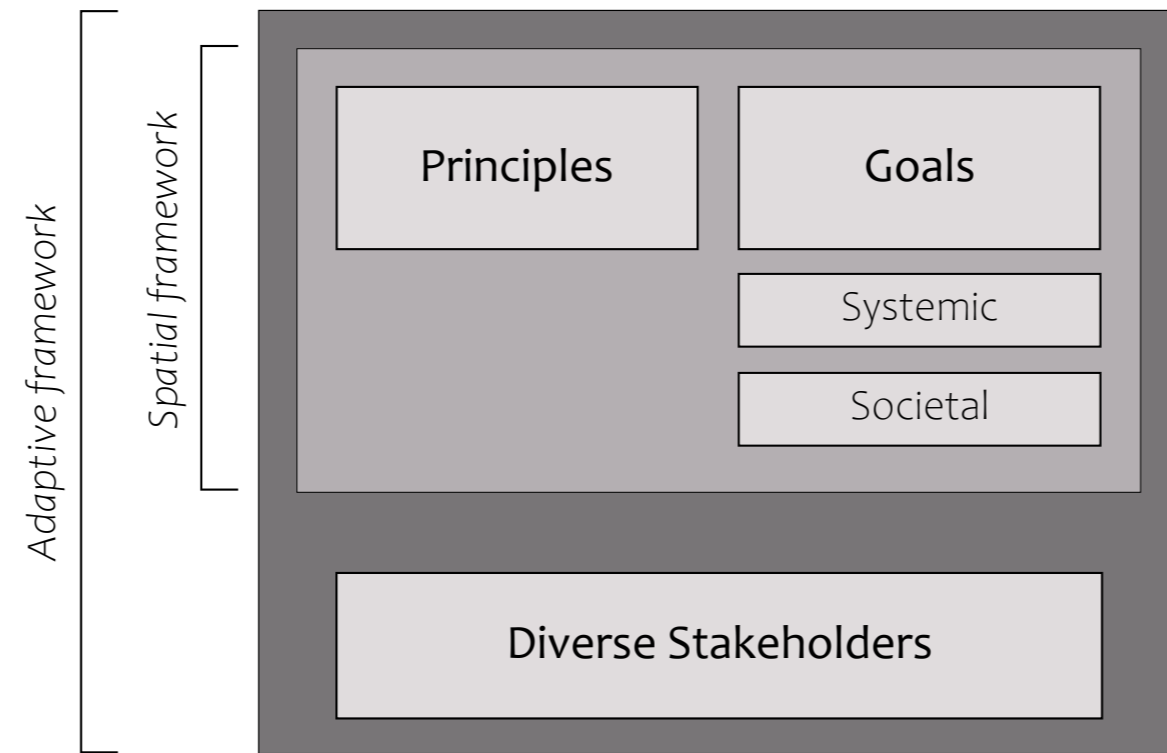 Adaptive framework
Spatial framework
Principles
Goals
Systemic
Societal
Diverse Stakeholders